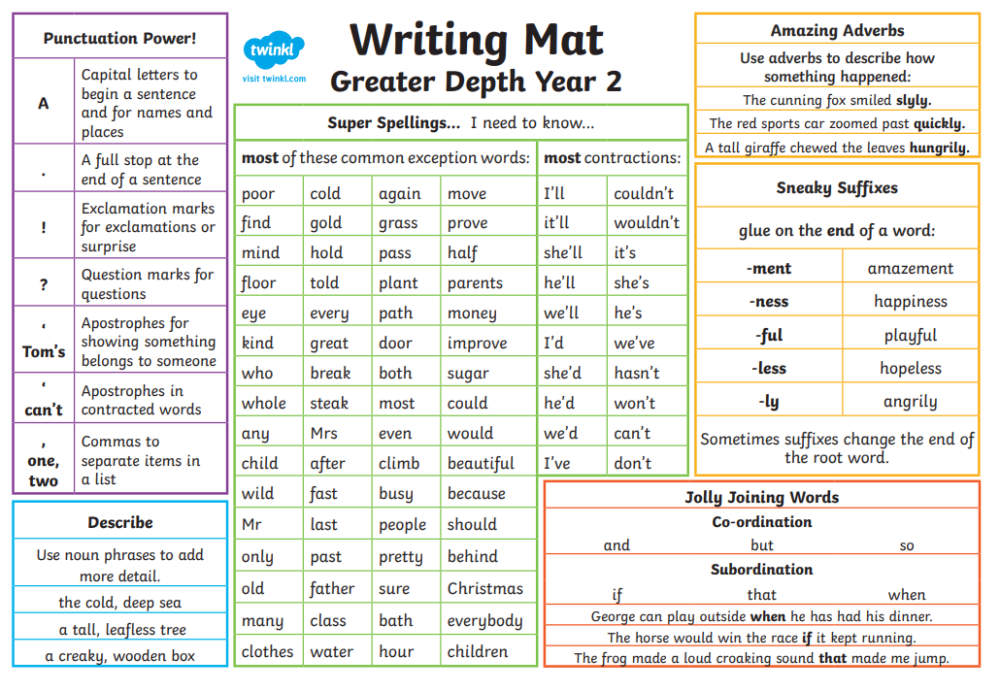 Punctuation Power!
A
Capital letters to
begin a sentence
and for names and
places
.
A full stop at the
end of a sentence
!
Exclamation marks
for exclamations or
surprise
?
Question marks for
questions
‘
Tom’s
Apostrophes for
showing something
belongs to someone
‘
can’t
Apostrophes in
contracted words
,
one,
two
Commas to
separate items in
a list
Describe
Use noun phrases to add
more detail.
the cold, deep sea
a tall, leafless tree
a creaky, wooden box
twinkl
visit twinkl.com
Writing Mat
Greater Depth Year 2
Super Spellings... I need to know...
most of these common exception words: most contractions:
poor cold again move I’ll couldn’t
find gold grass prove it’ll wouldn’t
mind hold pass half she’ll it’s
floor told plant parents he’ll she’s
eye every path money we’ll he’s
kind great door improve I’d we’ve
who break both sugar she’d hasn’t
whole steak most could he’d won’t
any Mrs even would we’d can’t
child after climb beautiful I’ve don’t
wild fast busy because
Mr last people should
only past pretty behind
old father sure Christmas
many class bath everybody
clothes water hour children
Amazing Adverbs
Use adverbs to describe how
something happened:
The cunning fox smiled slyly.
The red sports car zoomed past quickly.
A tall giraffe chewed the leaves hungrily.
Sneaky Suffixes
glue on the end of a word:
-ment amazement
-ness happiness
-ful playful
-less hopeless
-ly angrily
Sometimes suffixes change the end of
the root word.
Jolly Joining Words
Co-ordination
and but so
Subordination
if that when
George can play outside when he has had his dinner.
The horse would win the race if it kept running.
The frog made a loud croaking sound that made me jump.